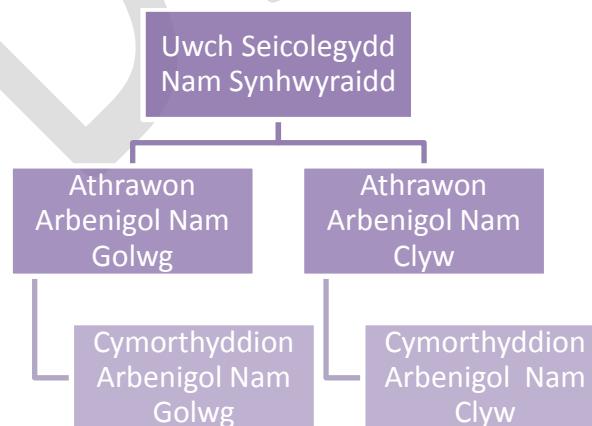 Uwch Seicolegydd
Nam Synhwyraidd
Athrawon
Arbenigol Nam
Golwg
Athrawon
Arbenigol Nam
Clyw
Cymorthyddion
Arbenigol Nam
Golwg
Cymorthyddion
Arbenigol  Nam
Clyw